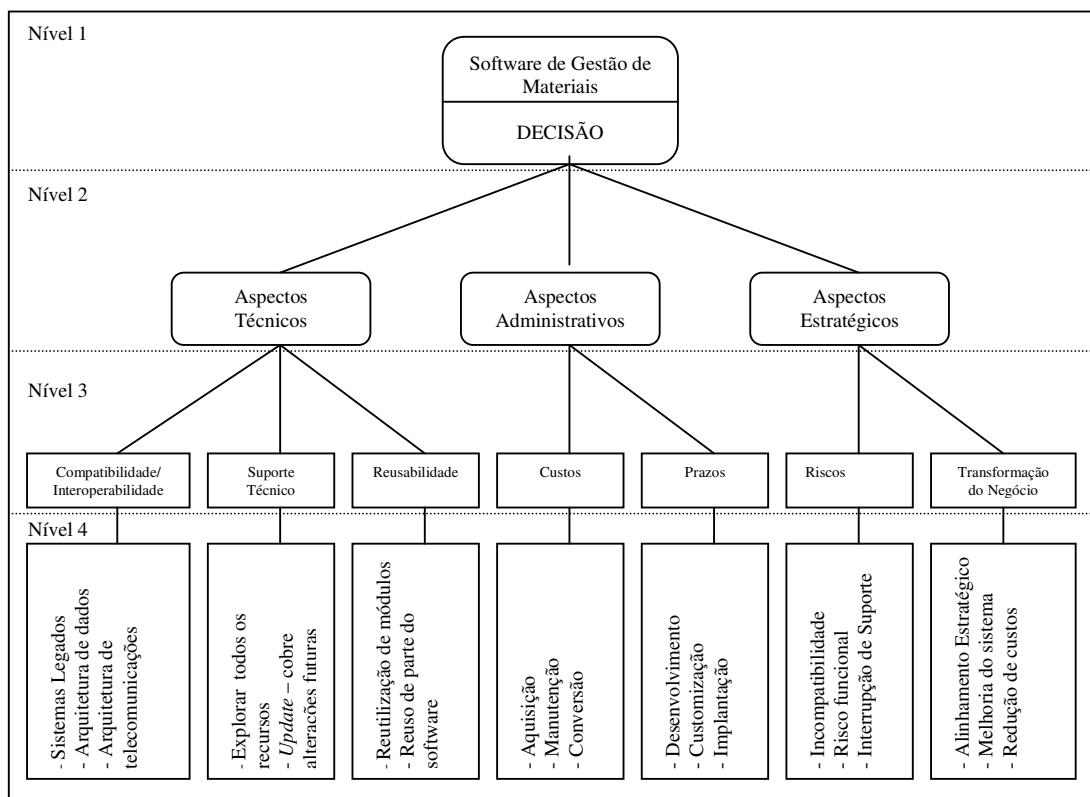 Nível 1
Software de Gestão de
Materiais
DECISÃO
Nível 2
Aspectos
Técnicos
Aspectos
Administrativos
Aspectos
Estratégicos
Nível 3
Compatibilidade/
Interoperabilidade
Suporte
Técnico
Reusabilidade
Custos
Prazos
Riscos
Transformação
do Negócio
Nível 4
- Sistemas Legados
- Arquitetura de dados
- Arquitetura de
telecomunicações
- Explorar todos os
recursos
- Update – cobre
alterações futuras
- Reutilização de módulos
- Reuso de parte do
software
- Aquisição
- Manutenção
- Conversão
- Desenvolvimento
- Customização
- Implantação
- Incompatibilidade
- Risco funcional
- Interrupção de Suporte
- Alinhamento Estratégico
- Melhoria do sistema
- Redução de custos